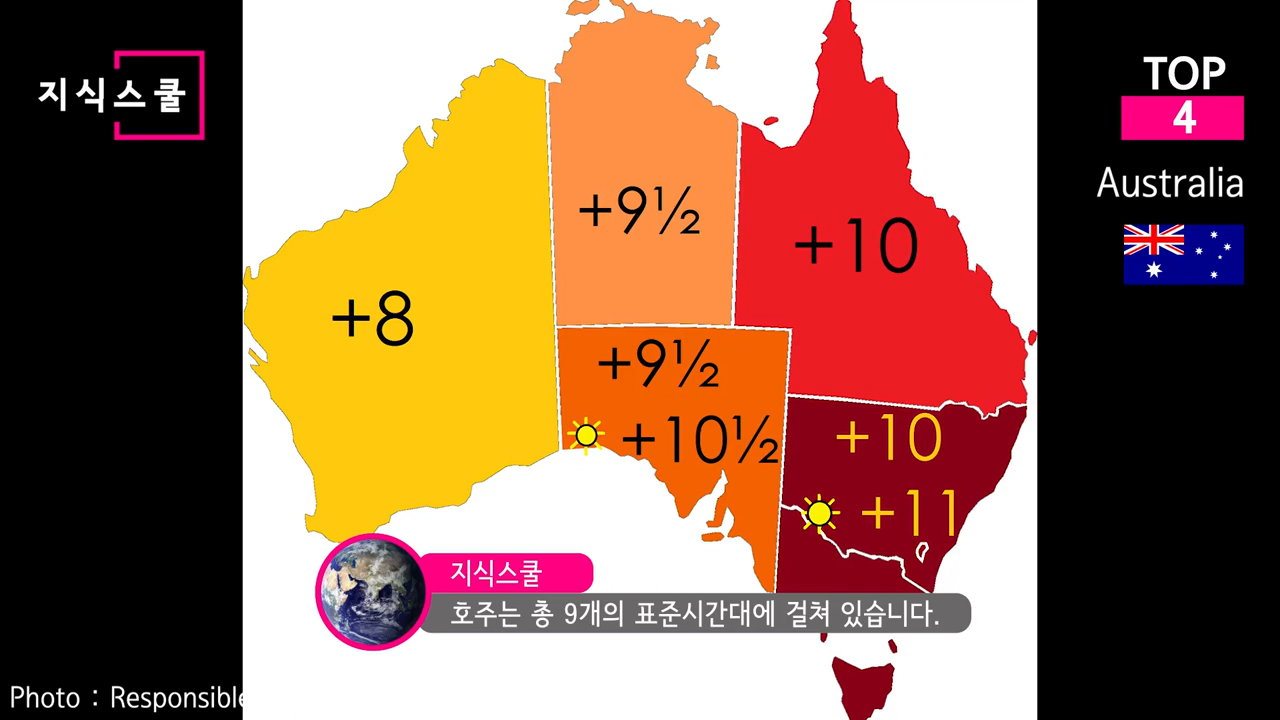 지식스쿨
TOP
4
Australia
+9½
+10
+8
+9½
+10½
+10
+11
지식스쿨
호주는 총 9개의 표준시간대에 걸쳐 있습니다.
Photo : Responsible